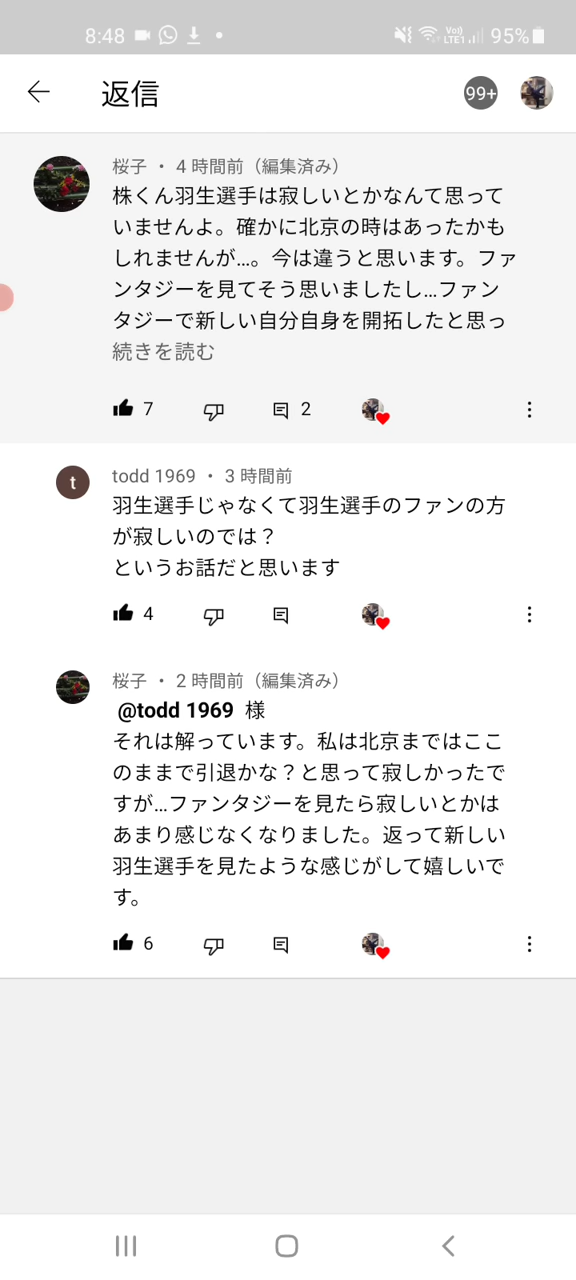 8:48
Vo)) LTE1 95%
返信
99+
桜子 ・ 4 時間前（編集済み）
株くん羽生選手は寂しいとかなんて思って
いませんよ。確かに北京の時はあったかも
しれませんが…。今は違うと思います。ファ
ンタジーを見てそう思いましたし…ファン
タジーで新しい自分自身を開拓したと思っ
続きを読む
7
2
t
todd 1969 ・ 3 時間前
羽生選手じゃなくて羽生選手のファンの方
が寂しいのでは？
というお話だと思います
4
桜子 ・ 2 時間前（編集済み）
@todd 1969 様
それは解っています。私は北京まではここ
のままで引退かな？と思って寂しかったで
すが…ファンタジーを見たら寂しいとかは
あまり感じなくなりました。返って新しい
羽生選手を見たような感じがして嬉しいで
す。
6